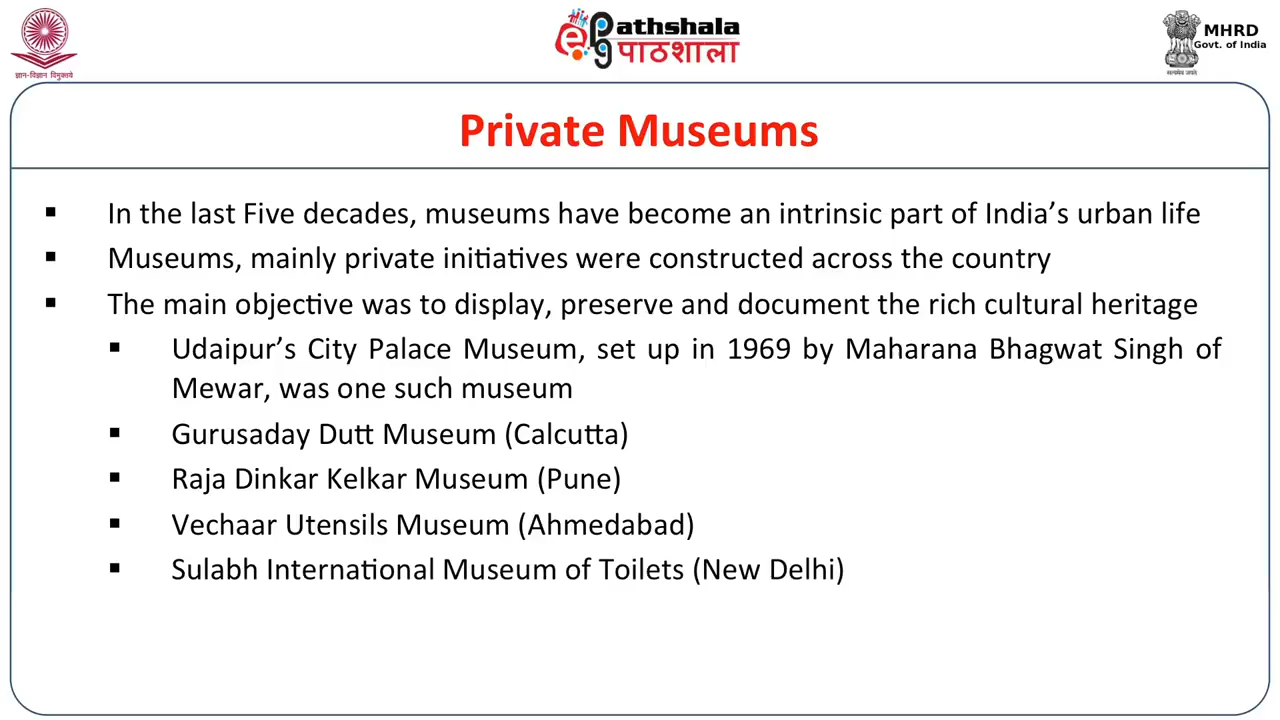 ज्ञान-विज्ञान विमुक्तये
ePathshala
पाठशाला
MHRD
Govt. of India
सत्यमेव जयते
Private Museums
In the last Five decades, museums have become an intrinsic part of India’s urban life
Museums, mainly private initiatives were constructed across the country
The main objective was to display, preserve and document the rich cultural heritage
Udaipur’s City Palace Museum, set up in 1969 by Maharana Bhagwat Singh of
Mewar, was one such museum
Gurusaday Dutt Museum (Calcutta)
Raja Dinkar Kelkar Museum (Pune)
Vechaar Utensils Museum (Ahmedabad)
Sulabh International Museum of Toilets (New Delhi)